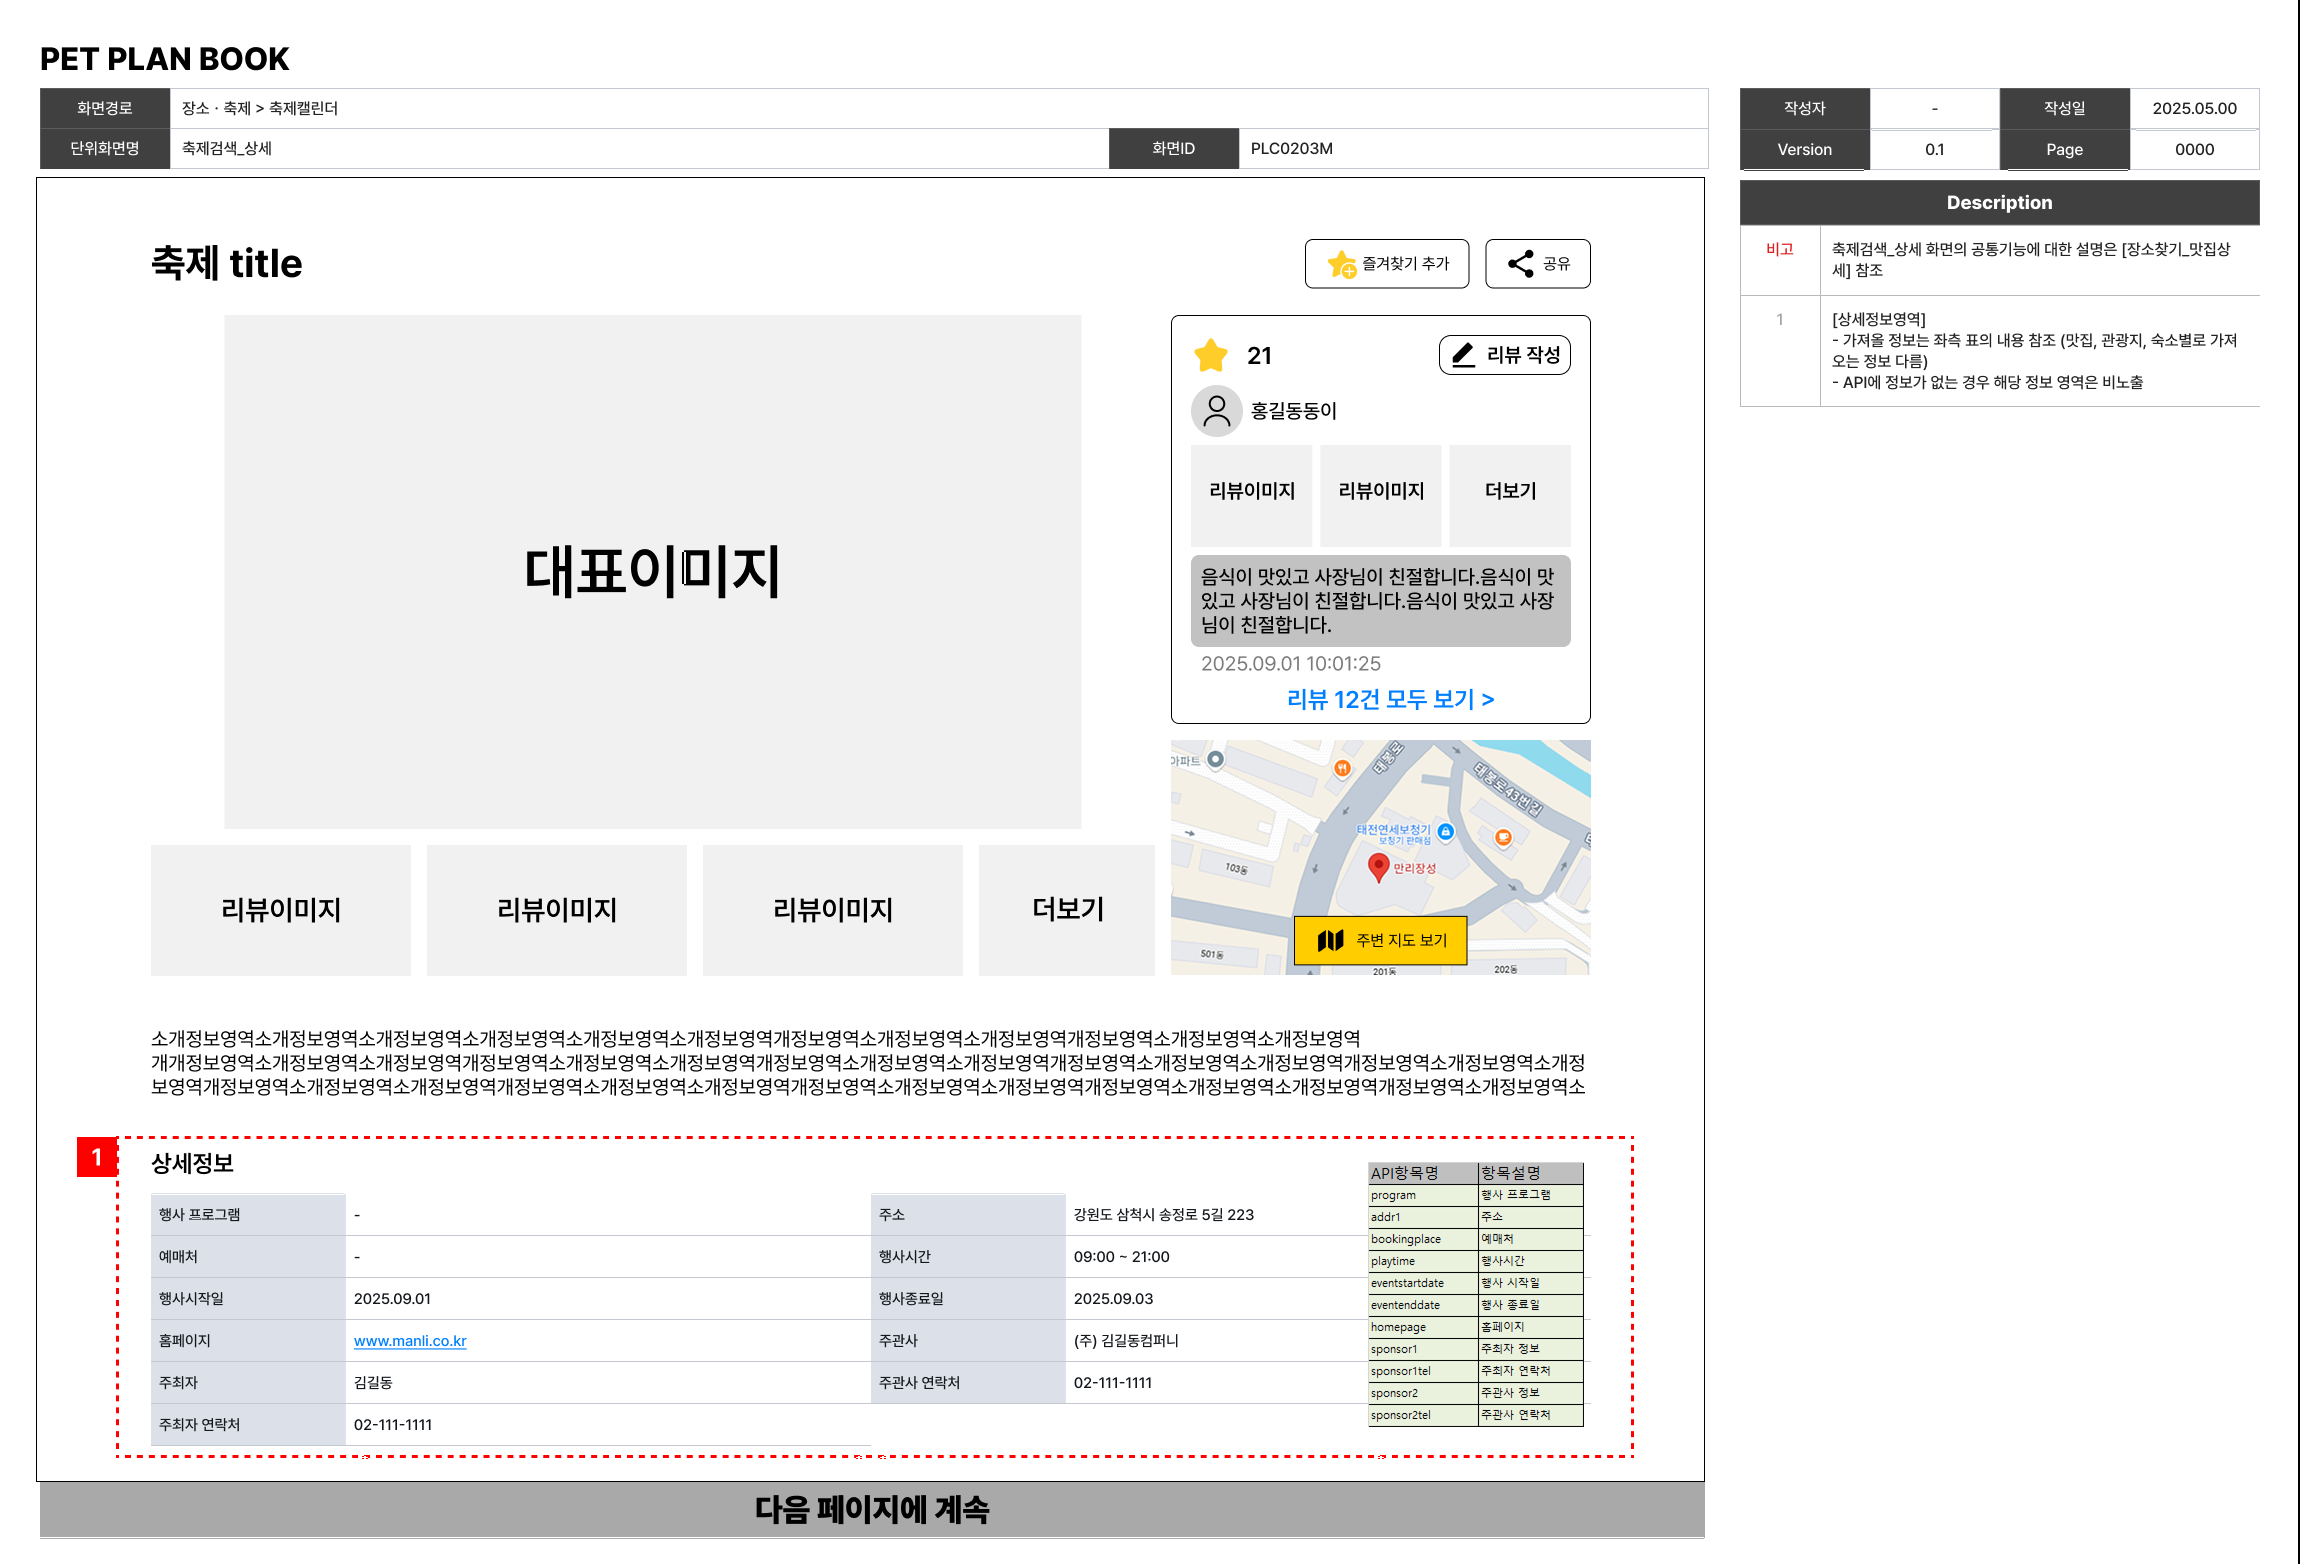 PET PLAN BOOK
화면경로 장소 · 축제 > 축제캘린더
단위화면명 축제검색_상세 화면ID PLC0203M
작성자 - 작성일 2025.05.00
Version 0.1 Page 0000
Description
비고 축제검색_상세 화면의 공통기능에 대한 설명은 [장소찾기_맛집상
세] 참조
1 [상세정보영역]
- 가져올 정보는 좌측 표의 내용 참조 (맛집, 관광지, 숙소별로 가져
오는 정보 다름)
- API에 정보가 없는 경우 해당 정보 영역은 비노출
축제 title
즐겨찾기 추가
공유
대표이미지
21
리뷰 작성
홍길동동이
리뷰이미지 리뷰이미지 더보기
음식이 맛있고 사장님이 친절합니다.음식이 맛
있고 사장님이 친절합니다.음식이 맛있고 사장
님이 친절합니다.
2025.09.01 10:01:25
리뷰 12건 모두 보기 >
아파트
태봉로
태봉로43번길
태전연세보청기
보청기 판매점
만리장성
103동
501동
201동
202동
주변 지도 보기
리뷰이미지 리뷰이미지 리뷰이미지 더보기
소개정보영역소개정보영역소개정보영역소개정보영역소개정보영역소개정보영역개정보영역소개정보영역소개정보영역개정보영역소개정보영역소개정보영역
개개정보영역소개정보영역소개정보영역개정보영역소개정보영역소개정보영역개정보영역소개정보영역소개정보영역개정보영역소개정보영역소개정보영역개정보영역소개정보영역소개정
보영역개정보영역소개정보영역소개정보영역개정보영역소개정보영역소개정보영역개정보영역소개정보영역소개정보영역개정보영역소개정보영역소개정보영역개정보영역소개정보영역소
1
상세정보
행사 프로그램 - 주소 강원도 삼척시 송정로 5길 223
예매처 - 행사시간 09:00 ~ 21:00
행사시작일 2025.09.01 행사종료일 2025.09.03
홈페이지 www.manli.co.kr 주관사 (주) 김길동컴퍼니
주최자 김길동 주관사 연락처 02-111-1111
주최자 연락처 02-111-1111
API항목명 항목설명
program 행사 프로그램
addr1 주소
bookingplace 예매처
playtime 행사시간
eventstartdate 행사 시작일
eventenddate 행사 종료일
homepage 홈페이지
sponsor1 주최자 정보
sponsor1tel 주최자 연락처
sponsor2 주관사 정보
sponsor2tel 주관사 연락처
다음 페이지에 계속